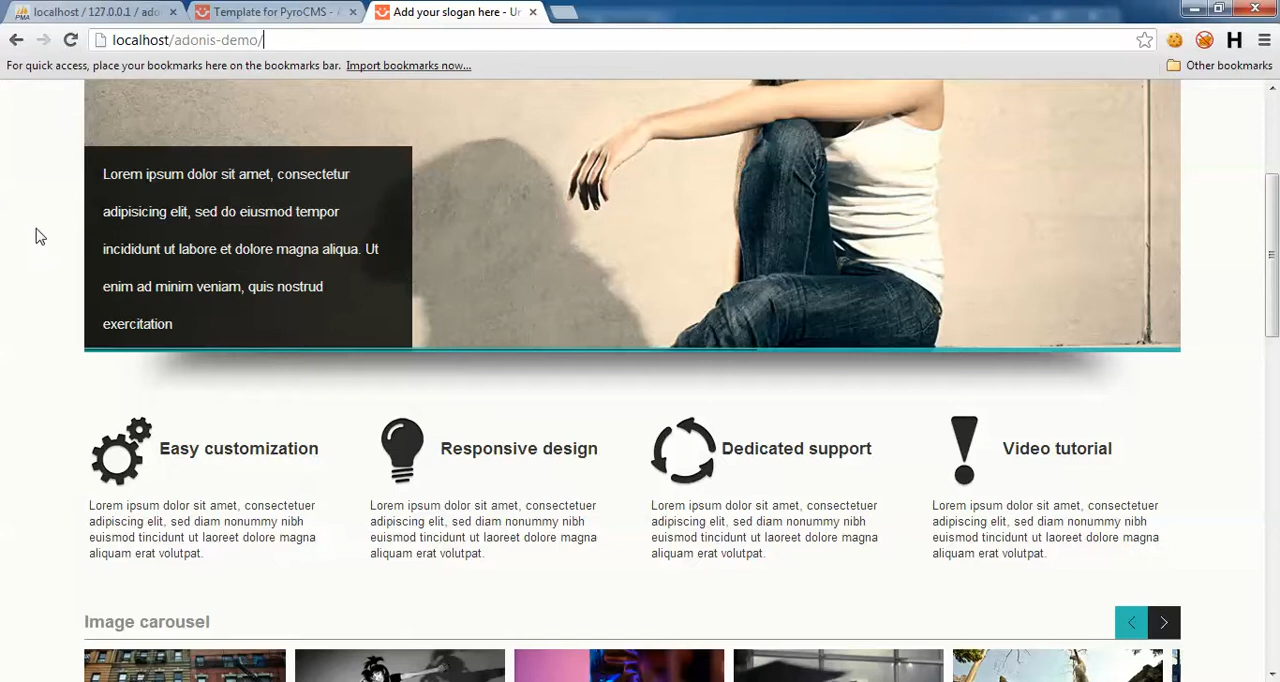 localhost / 127.0.0.1 / ado
Template for PyroCMS -
Add your slogan here - Ur
localhost/adonis-demo/
For quick access, place your bookmarks here on the bookmarks bar. Import bookmarks now...
Other bookmarks
Lorem ipsum dolor sit amet, consectetur
adipisicing elit, sed do eiusmod tempor
incididunt ut labore et dolore magna aliqua. Ut
enim ad minim veniam, quis nostrud
exercitation
Easy customization
Lorem ipsum dolor sit amet, consectetuer
adipiscing elit, sed diam nonummy nibh
euismod tincidunt ut laoreet dolore magna
aliquam erat volutpat.
Responsive design
Lorem ipsum dolor sit amet, consectetuer
adipiscing elit, sed diam nonummy nibh
euismod tincidunt ut laoreet dolore magna
aliquam erat volutpat.
Dedicated support
Lorem ipsum dolor sit amet, consectetuer
adipiscing elit, sed diam nonummy nibh
euismod tincidunt ut laoreet dolore magna
aliquam erat volutpat.
Video tutorial
Lorem ipsum dolor sit amet, consectetuer
adipiscing elit, sed diam nonummy nibh
euismod tincidunt ut laoreet dolore magna
aliquam erat volutpat.
Image carousel